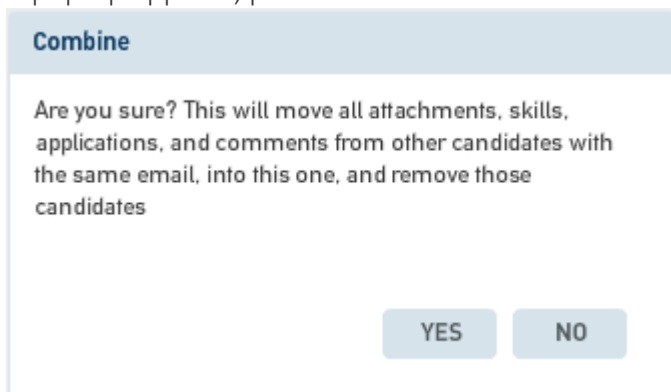 Combine
Are you sure? This will move all attachments, skills,
applications, and comments from other candidates with
the same email, into this one, and remove those
candidates
YES NO